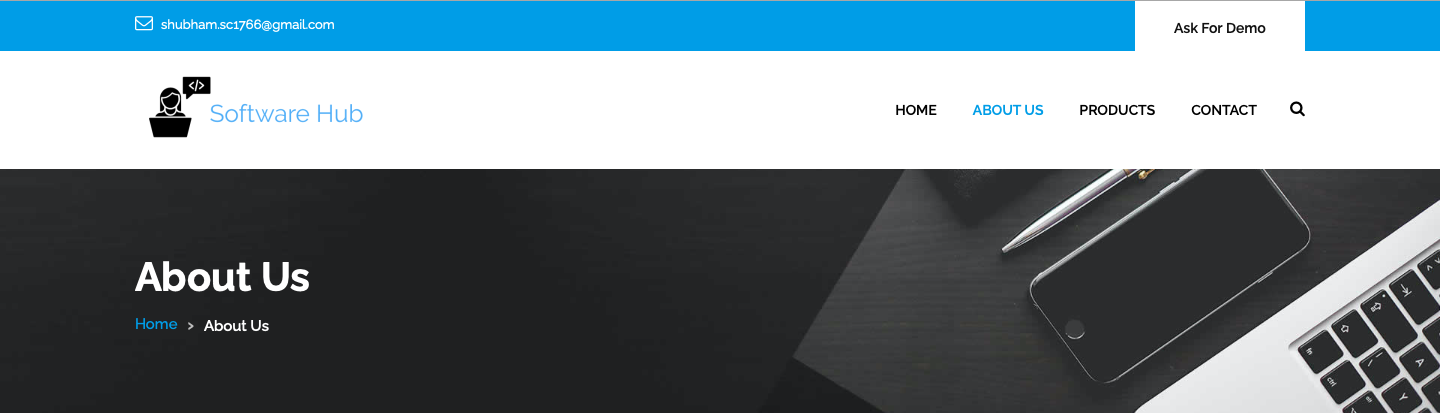 shubham.sc1766@gmail.com
Ask For Demo
</>
Software Hub
HOME ABOUT US PRODUCTS CONTACT
About Us
Home > About Us